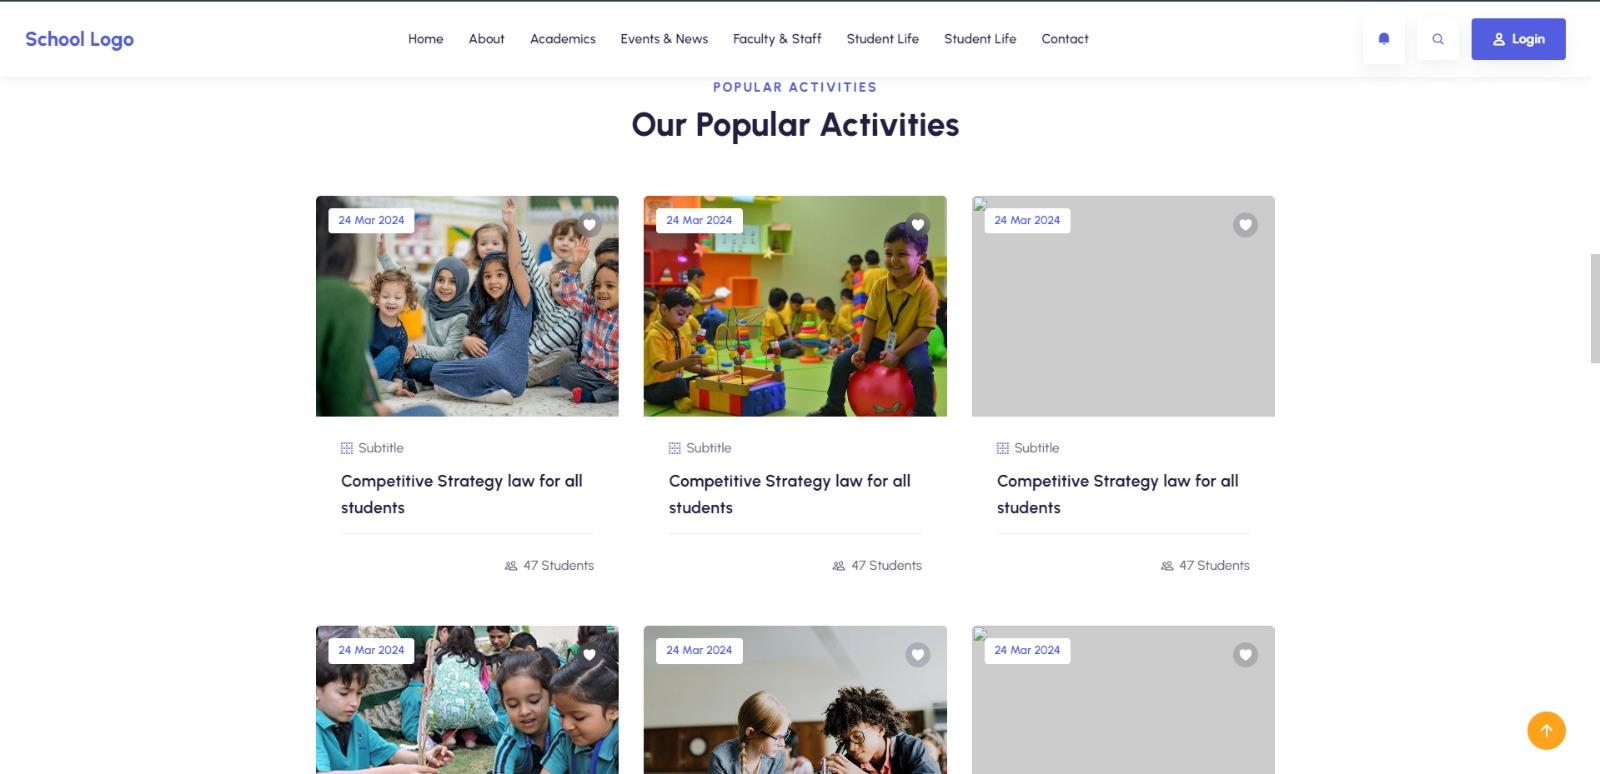 School Logo
Home About Academics Events & News Faculty & Staff Student Life Student Life Contact
Login
POPULAR ACTIVITIES
Our Popular Activities
24 Mar 2024
Subtitle
Competitive Strategy law for all
students
47 Students
24 Mar 2024
Subtitle
Competitive Strategy law for all
students
47 Students
24 Mar 2024
Subtitle
Competitive Strategy law for all
students
47 Students
24 Mar 2024
24 Mar 2024
24 Mar 2024